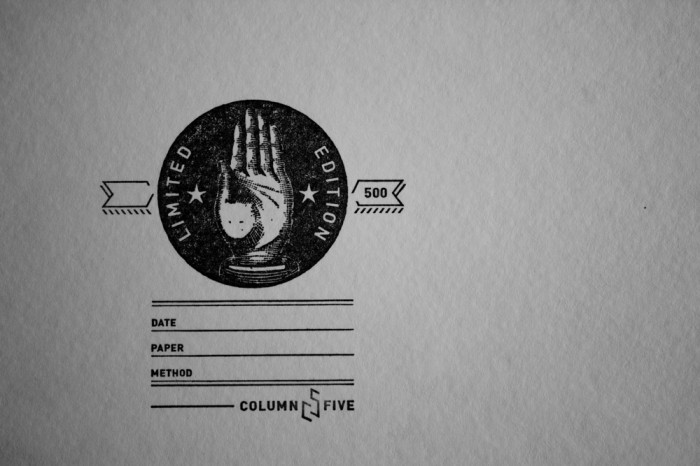 LIMITED EDITION
500
DATE
PAPER
METHOD
COLUMN FIVE